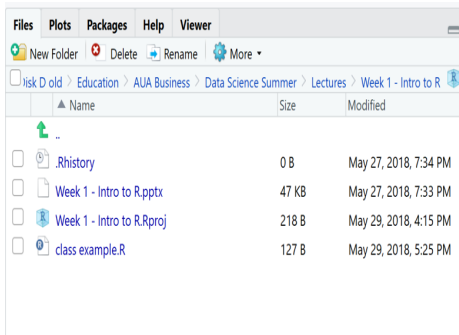 Files Plots Packages Help Viewer
New Folder Delete Rename More
isk D old > Education > AUA Business > Data Science Summer > Lectures > Week 1 - Intro to R
Name Size Modified
..
.Rhistory 0 B May 27, 2018, 7:34 PM
Week 1 - Intro to R.pptx 47 KB May 27, 2018, 7:33 PM
Week 1 - Intro to R.Rproj 218 B May 29, 2018, 4:15 PM
class example.R 127 B May 29, 2018, 5:25 PM